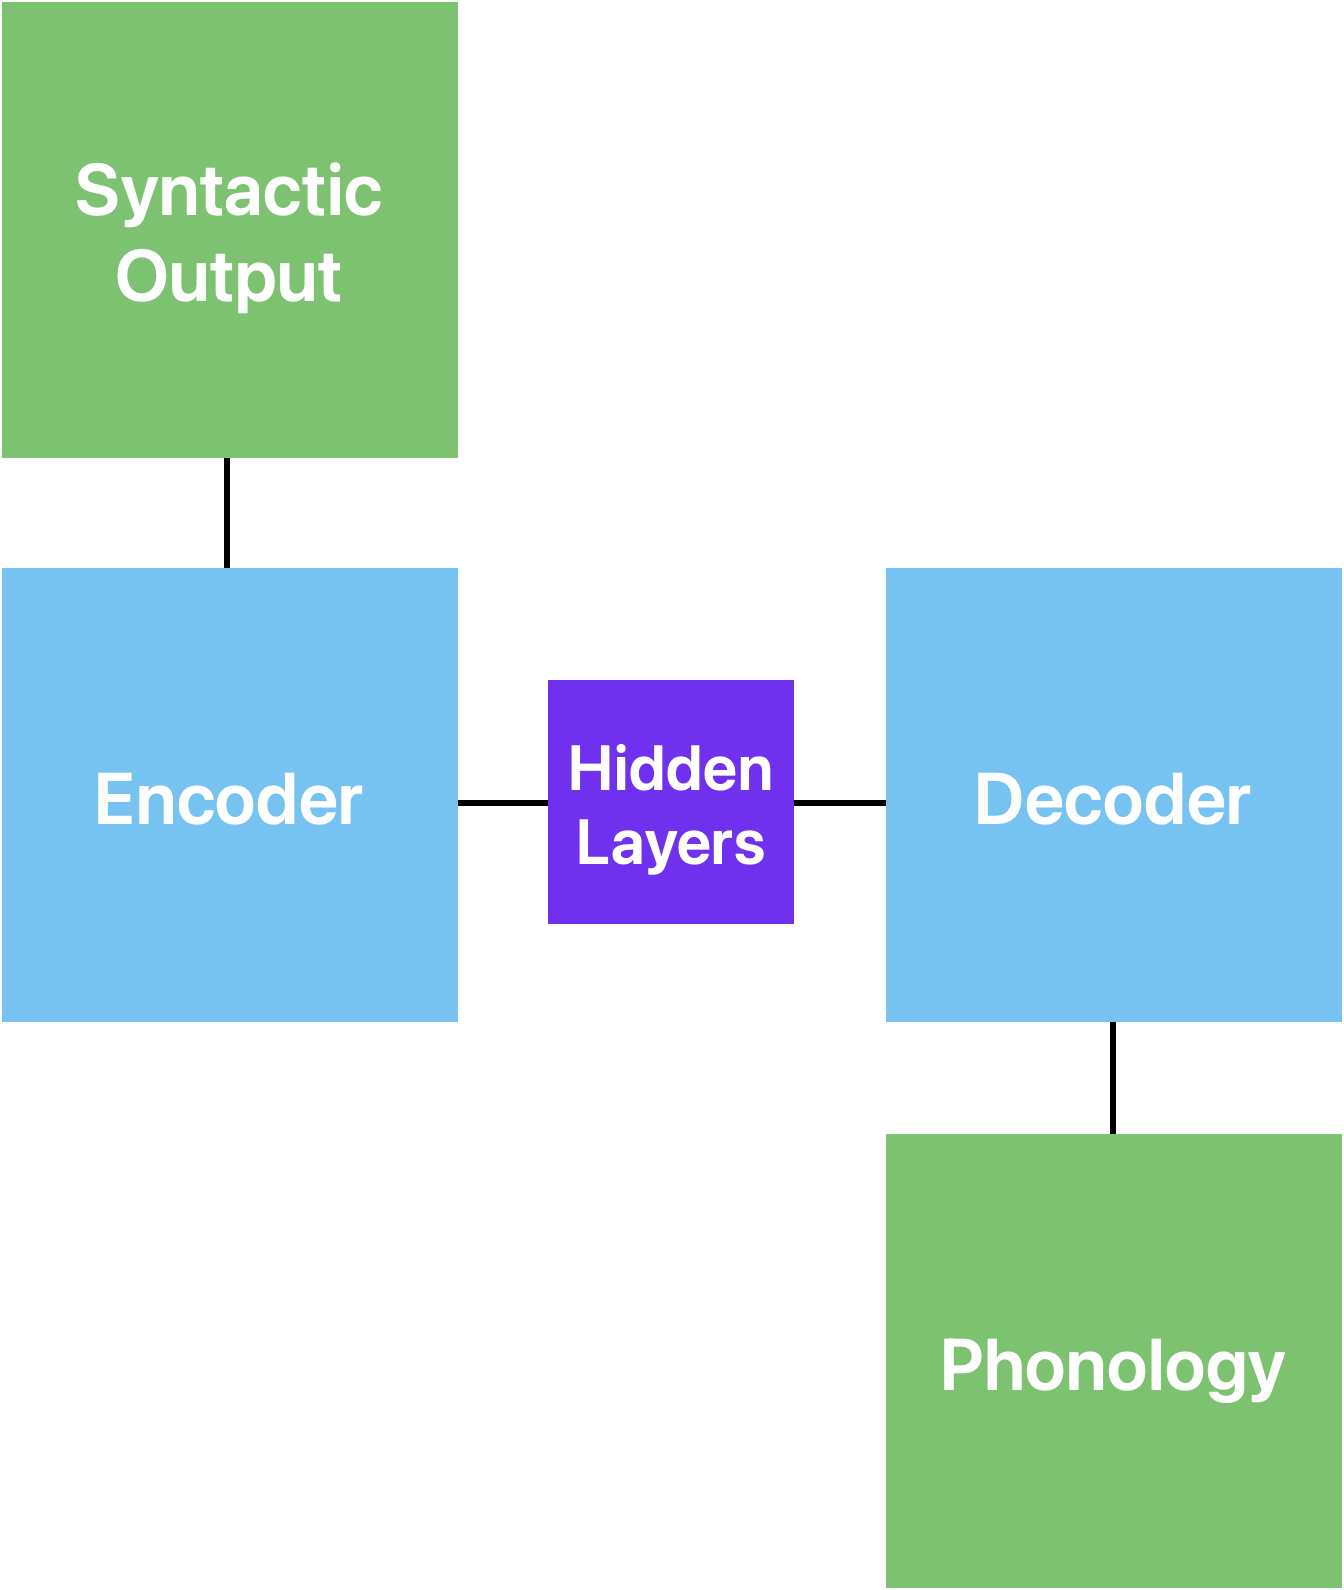 Syntactic
Output
Encoder
Hidden
Layers
Decoder
Phonology